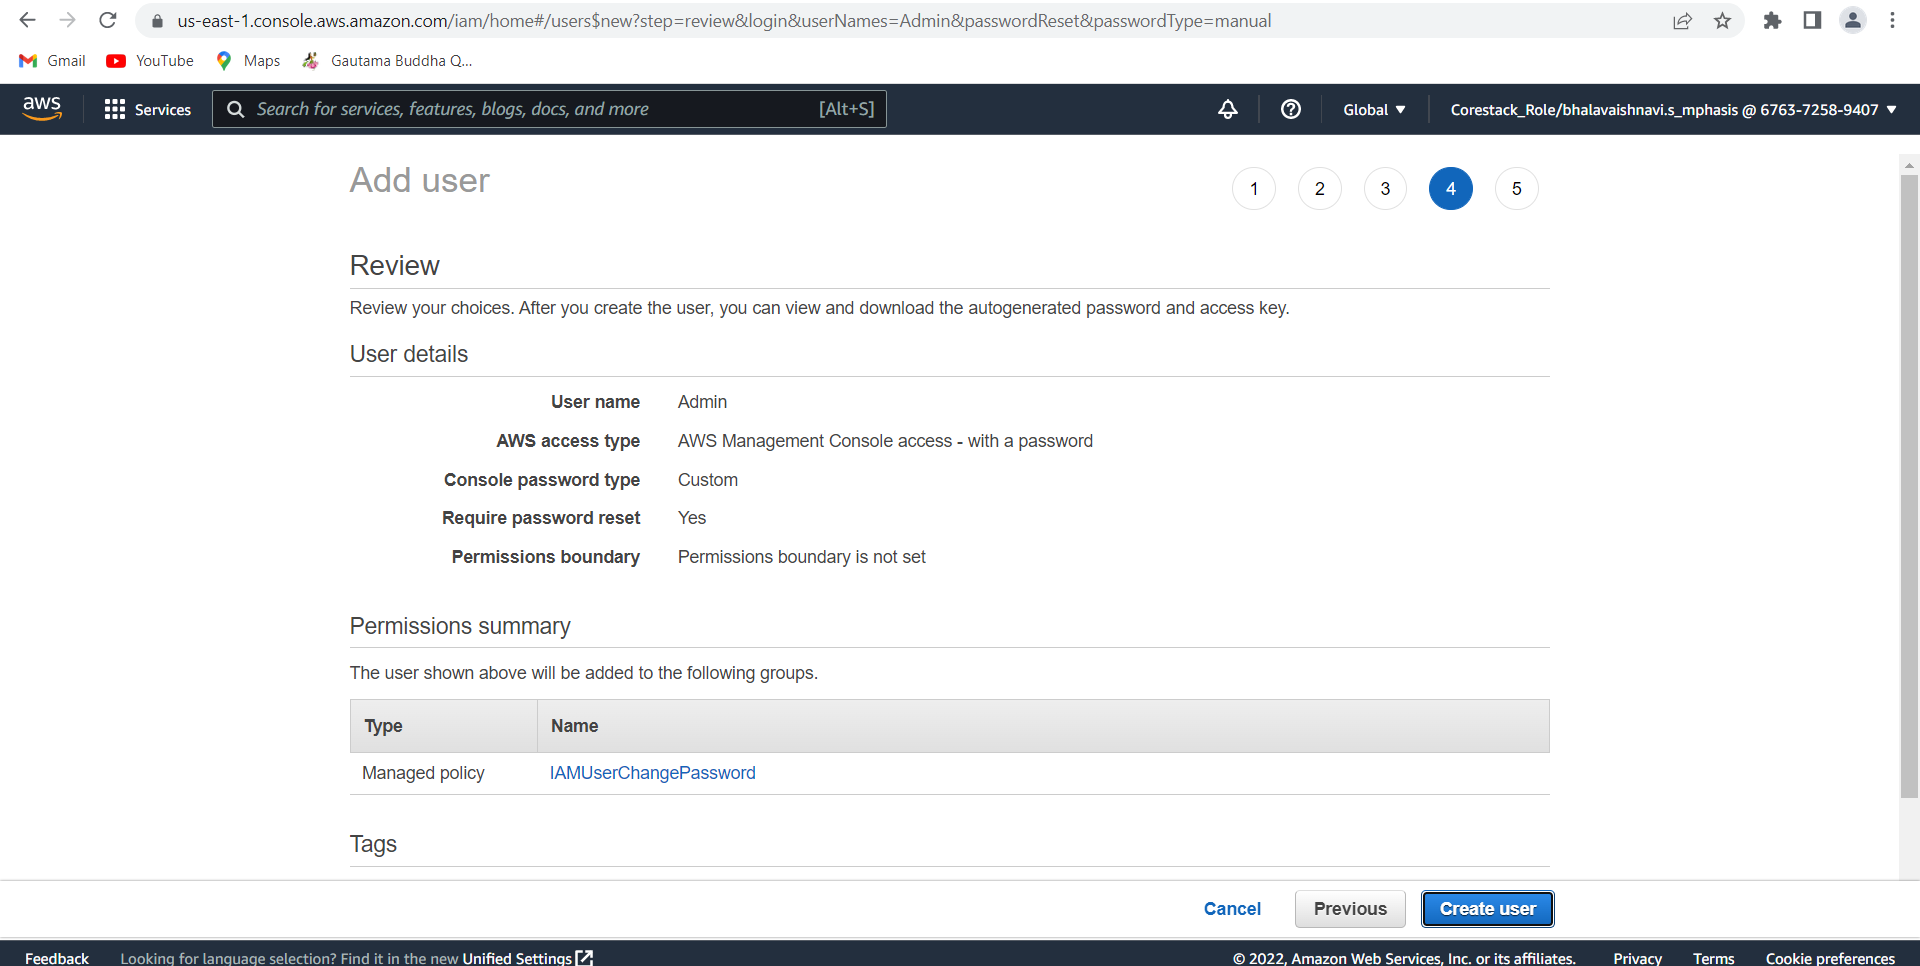 us-east-1.console.aws.amazon.com/iam/home#/users$new?step=review&login&userNames=Admin&passwordReset&passwordType=manual
Gmail YouTube Maps Gautama Buddha Q...
aws Services Search for services, features, blogs, docs, and more [Alt+S] Global Corestack_Role/bhalavaishnavi.s_mphasis @ 6763-7258-9407
Add user 1 2 3 4 5
Review
Review your choices. After you create the user, you can view and download the autogenerated password and access key.
User details
User name Admin
AWS access type AWS Management Console access - with a password
Console password type Custom
Require password reset Yes
Permissions boundary Permissions boundary is not set
Permissions summary
The user shown above will be added to the following groups.
Type Name
Managed policy IAMUserChangePassword
Tags
Cancel Previous Create user
Feedback Looking for language selection? Find it in the new Unified Settings © 2022, Amazon Web Services, Inc. or its affiliates. Privacy Terms Cookie preferences